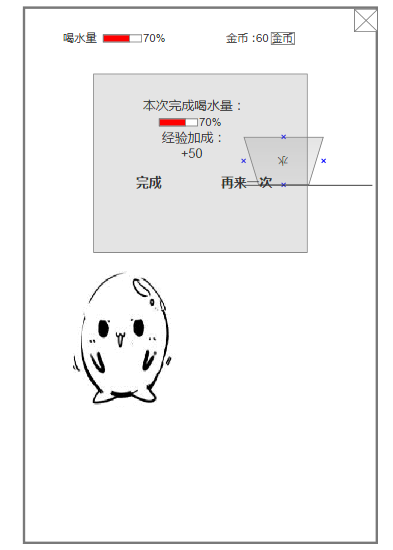 喝水量 70% 金币 :60 金币
本次完成喝水量：
70%
经验加成：
+50
水
完成 再来一次